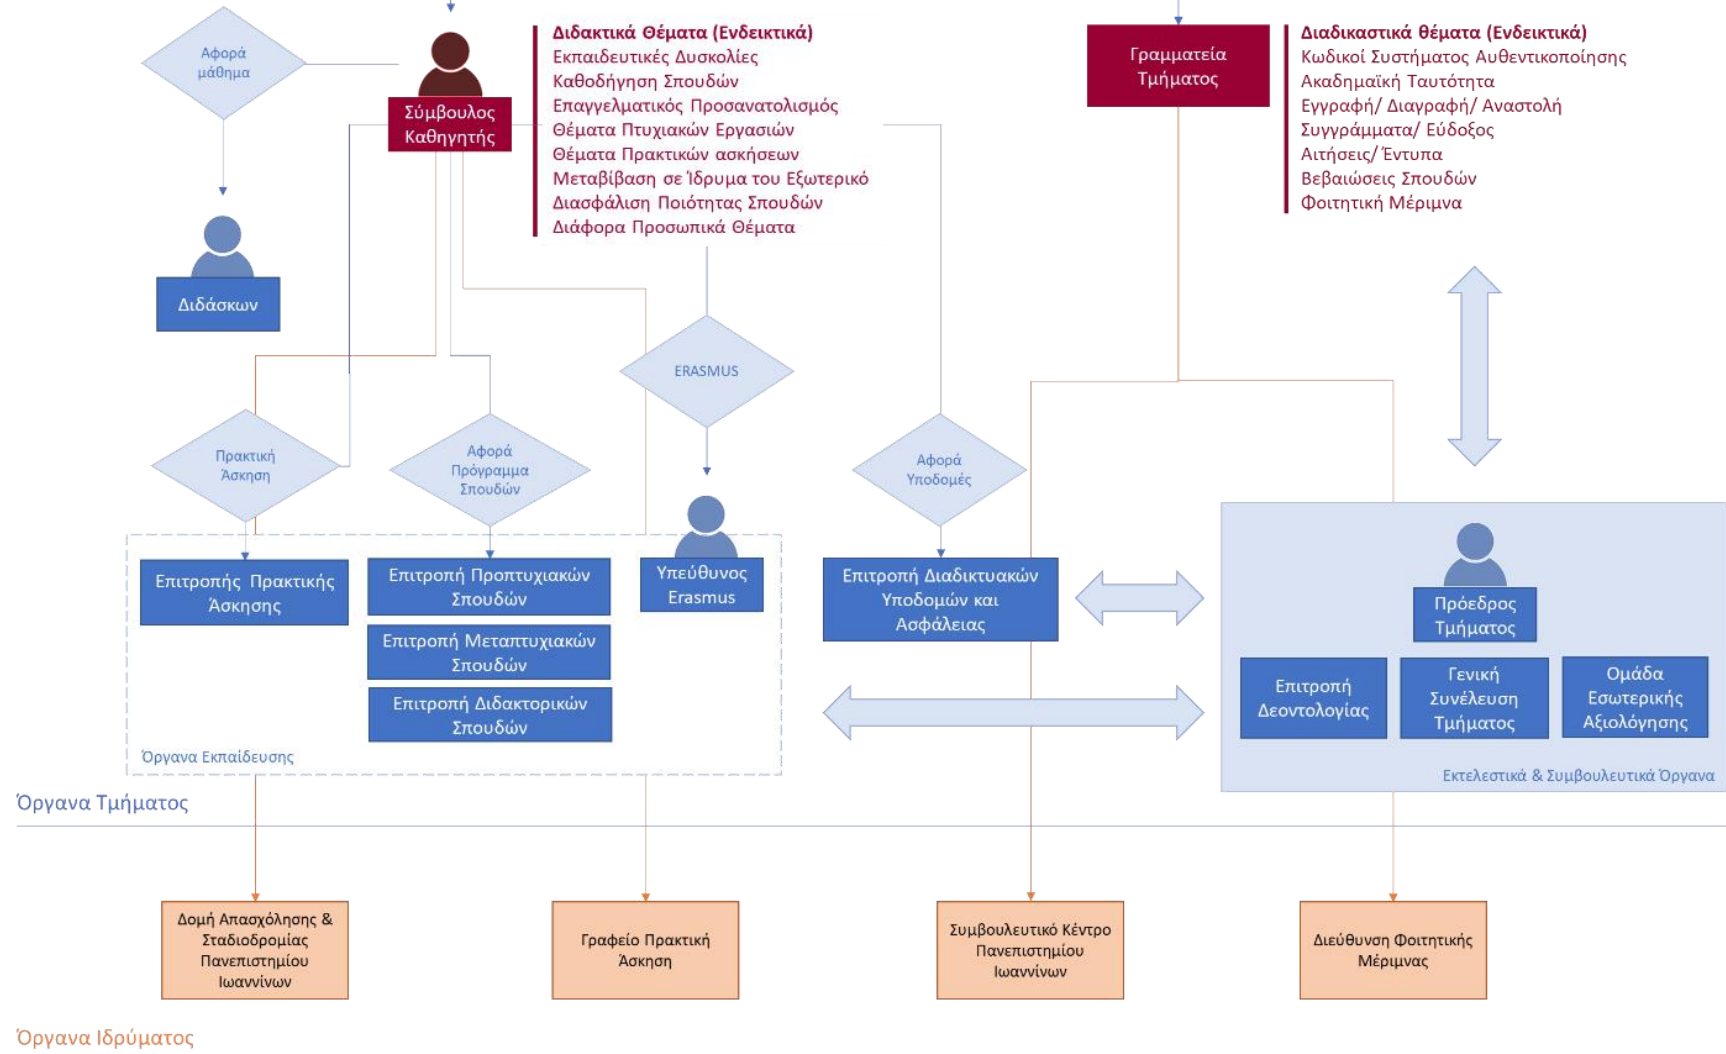 Αφορά
μάθημα
Σύμβουλος
Καθηγητής
Διδακτικά Θέματα (Ενδεικτικά)
Εκπαιδευτικές Δυσκολίες
Καθοδήγηση Σπουδών
Επαγγελματικός Προσανατολισμός
Θέματα Πτυχιακών Εργασιών
Θέματα Πρακτικών ασκήσεων
Μεταβίβαση σε Ίδρυμα του Εξωτερικό
Διασφάλιση Ποιότητας Σπουδών
Διάφορα Προσωπικά Θέματα
Γραμματεία
Τμήματος
Διαδικαστικά θέματα (Ενδεικτικά)
Κωδικοί Συστήματος Αυθεντικοποίησης
Ακαδημαϊκή Ταυτότητα
Εγγραφή/ Διαγραφή/ Αναστολή
Συγγράμματα/ Εύδοξος
Αιτήσεις/ Έντυπα
Βεβαιώσεις Σπουδών
Φοιτητική Μέριμνα
Διδάσκων
ERASMUS
Πρακτική
Άσκηση
Αφορά
Πρόγραμμα
Σπουδών
Αφορά
Υποδομές
Επιτροπής Πρακτικής
Άσκησης
Επιτροπή Προπτυχιακών
Σπουδών
Επιτροπή Μεταπτυχιακών
Σπουδών
Επιτροπή Διδακτορικών
Σπουδών
Υπεύθυνος
Erasmus
Όργανα Εκπαίδευσης
Επιτροπή Διαδικτυακών
Υποδομών και
Ασφάλειας
Πρόεδρος
Τμήματος
Επιτροπή
Δεοντολογίας
Γενική
Συνέλευση
Τμήματος
Ομάδα
Εσωτερικής
Αξιολόγησης
Εκτελεστικά & Συμβουλευτικά Όργανα
Όργανα Τμήματος
Δομή Απασχόλησης &
Σταδιοδρομίας
Πανεπιστημίου
Ιωαννίνων
Γραφείο Πρακτική
Άσκηση
Συμβουλευτικό Κέντρο
Πανεπιστημίου
Ιωαννίνων
Διεύθυνση Φοιτητικής
Μέριμνας
Όργανα Ιδρύματος